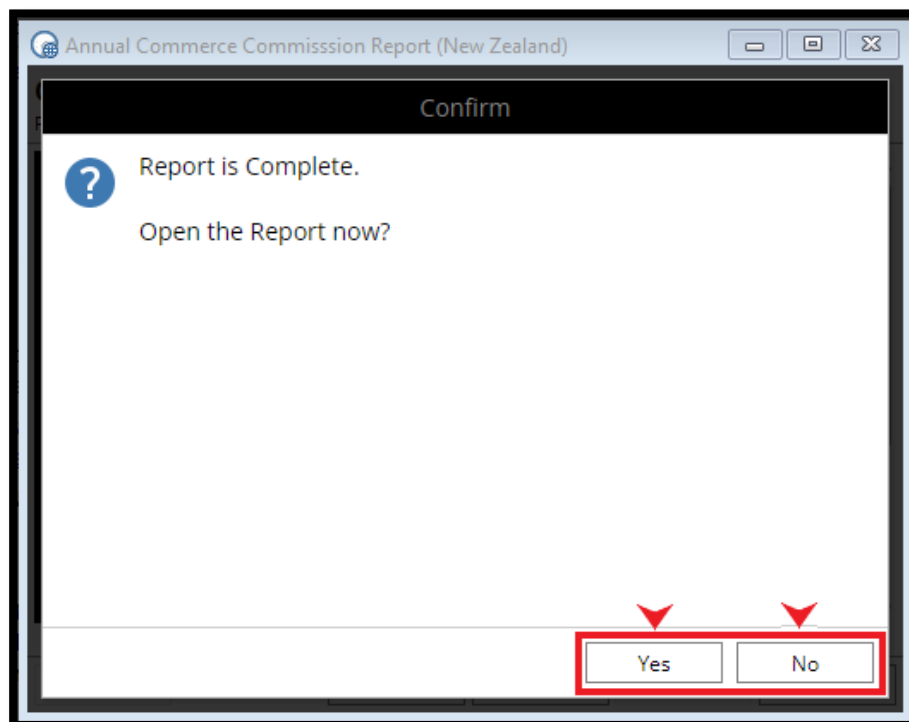 Annual Commerce Commisssion Report (New Zealand)
Confirm
Report is Complete.
Open the Report now?
Yes
No